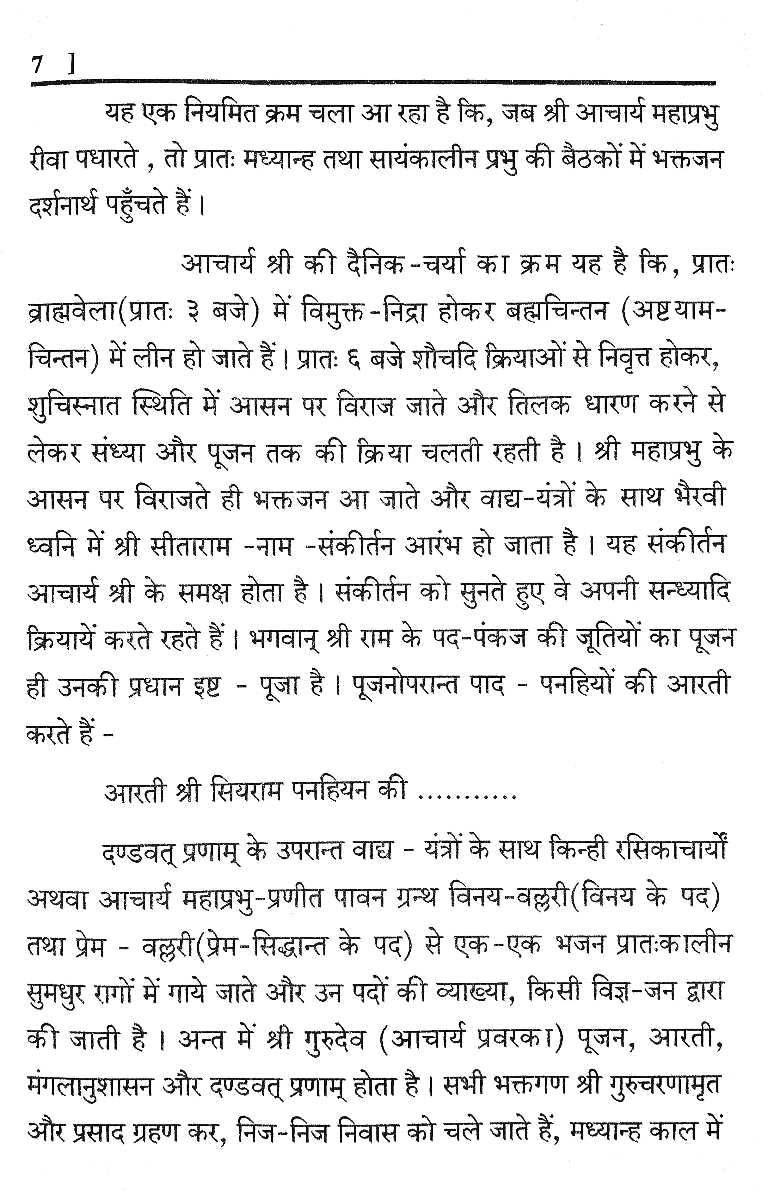 7 ]
यह एक नियमित क्रम चला आ रहा है कि, जब श्री आचार्य महाप्रभु
रीवा पधारते , तो प्रातः मध्यान्ह तथा सायंकालीन प्रभु की बैठकों में भक्तजन
दर्शनार्थ पहुँचते हैं ।
आचार्य श्री की दैनिक-चर्या का क्रम यह है कि, प्रातः
ब्राह्मवेला(प्रातः ३ बजे) में विमुक्त-निद्रा होकर बह्मचिन्तन (अष्टयाम-
चिन्तन) में लीन हो जाते हैं । प्रातः ६ बजे शौचदि क्रियाओं से निवृत्त होकर,
शुचिस्नात स्थिति में आसन पर विराज जाते और तिलक धारण करने से
लेकर संध्या और पूजन तक की क्रिया चलती रहती है । श्री महाप्रभु के
आसन पर विराजते ही भक्तजन आ जाते और वाद्य-यंत्रों के साथ भैरवी
ध्वनि में श्री सीताराम -नाम -संकीर्तन आरंभ हो जाता है । यह संकीर्तन
आचार्य श्री के समक्ष होता है । संकीर्तन को सुनते हुए वे अपनी सन्ध्यादि
क्रियायें करते रहते हैं । भगवान् श्री राम के पद-पंकज की जूतियों का पूजन
ही उनकी प्रधान इष्ट - पूजा है । पूजनोपरान्त पाद - पनहियों की आरती
करते हैं -
आरती श्री सियराम पनहियन की ...........
दण्डवत् प्रणाम् के उपरान्त वाद्य - यंत्रों के साथ किन्ही रसिकाचार्यों
अथवा आचार्य महाप्रभु-प्रणीत पावन ग्रन्थ विनय-वल्लरी(विनय के पद)
तथा प्रेम - वल्लरी(प्रेम-सिद्धान्त के पद) से एक-एक भजन प्रातःकालीन
सुमधुर रागों में गाये जाते और उन पदों की व्याख्या, किसी विज्ञ-जन द्वारा
की जाती है । अन्त में श्री गुरुदेव (आचार्य प्रवरका) पूजन, आरती,
मंगलानुशासन और दण्डवत् प्रणाम् होता है । सभी भक्तगण श्री गुरुचरणामृत
और प्रसाद ग्रहण कर, निज-निज निवास को चले जाते हैं, मध्यान्ह काल में